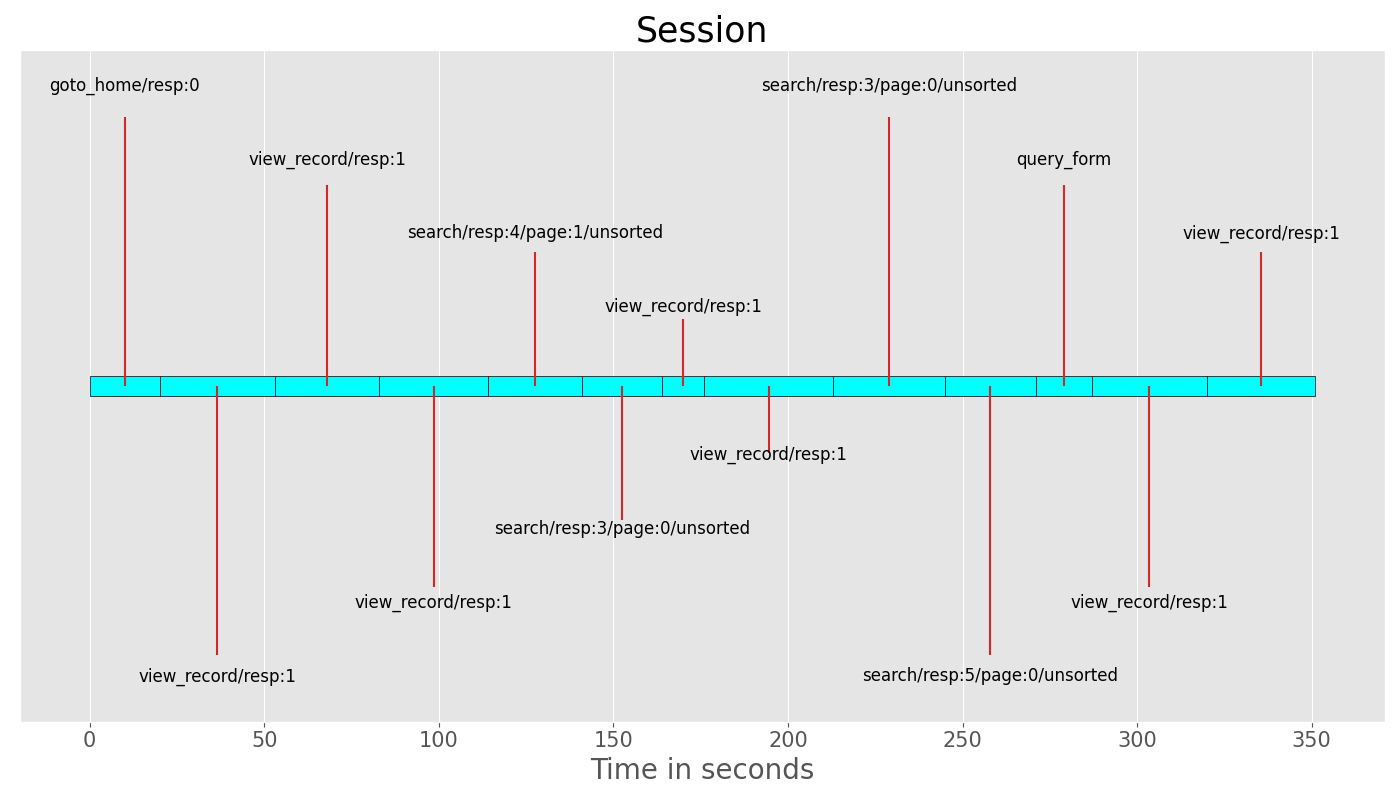 Session
goto_home/resp:0
search/resp:3/page:0/unsorted
view_record/resp:1
query_form
search/resp:4/page:1/unsorted
view_record/resp:1
view_record/resp:1
view_record/resp:1
search/resp:3/page:0/unsorted
view_record/resp:1
view_record/resp:1
view_record/resp:1
search/resp:5/page:0/unsorted
0 50 100 150 200 250 300 350
Time in seconds